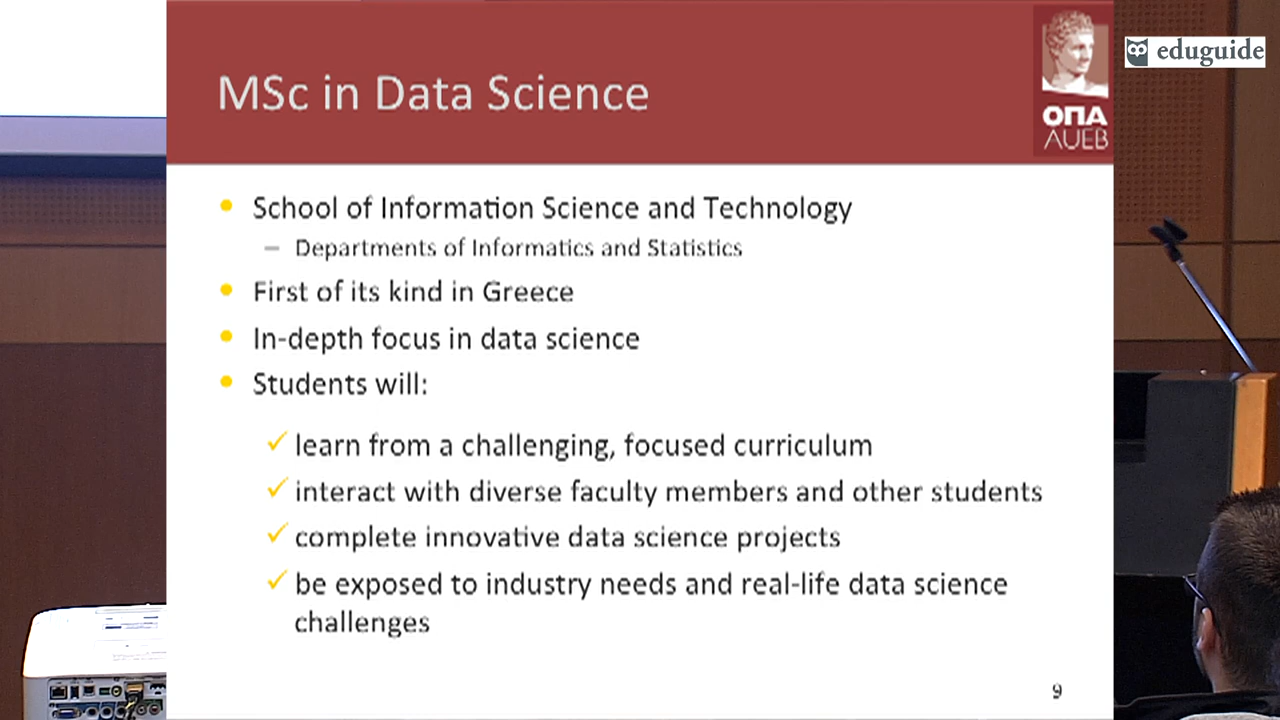 eduguide
MSc in Data Science
ΟΠΑ
AUEB
• School of Information Science and Technology
– Departments of Informatics and Statistics
• First of its kind in Greece
• In-depth focus in data science
• Students will:
✓ learn from a challenging, focused curriculum
✓ interact with diverse faculty members and other students
✓ complete innovative data science projects
✓ be exposed to industry needs and real-life data science
challenges
9